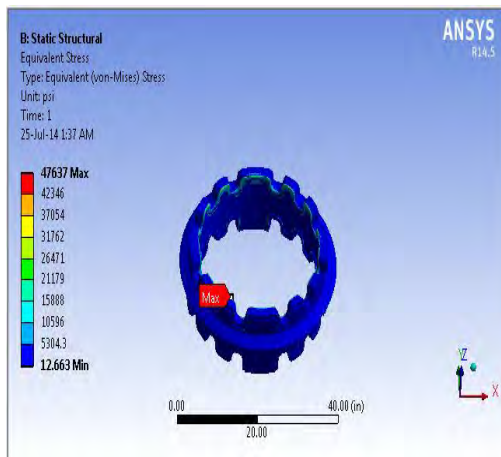 B: Static Structural
Equivalent Stress
Type: Equivalent (von-Mises) Stress
Unit: psi
Time: 1
25-Jul-14 1:37 AM
ANSYS
R14.5
47637 Max
42346
37054
31762
26471
21179
15888
10596
5304.3
12.663 Min
Max
Y Z
X
0.00 40.00 (in)
20.00